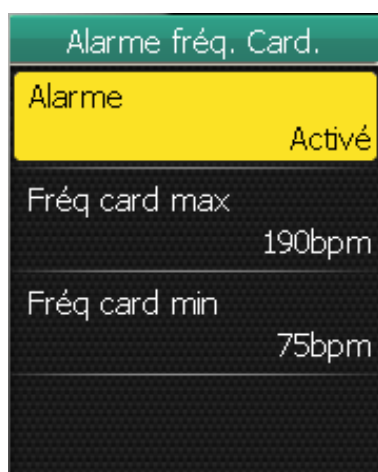 Alarme fréq. Card.
Alarme
Activé
Fréq card max
190bpm
Fréq card min
75bpm